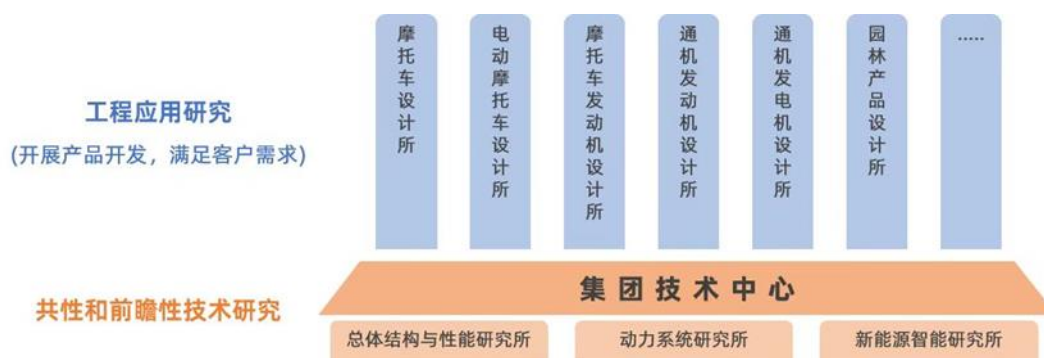 工程应用研究
(开展产品开发，满足客户需求)
摩托车设计所
电动摩托车设计所
摩托车发动机设计所
通机发动机设计所
通机发电机设计所
园林产品设计所
.....
共性和前瞻性技术研究
集团技术中心
总体结构与性能研究所
动力系统研究所
新能源智能研究所